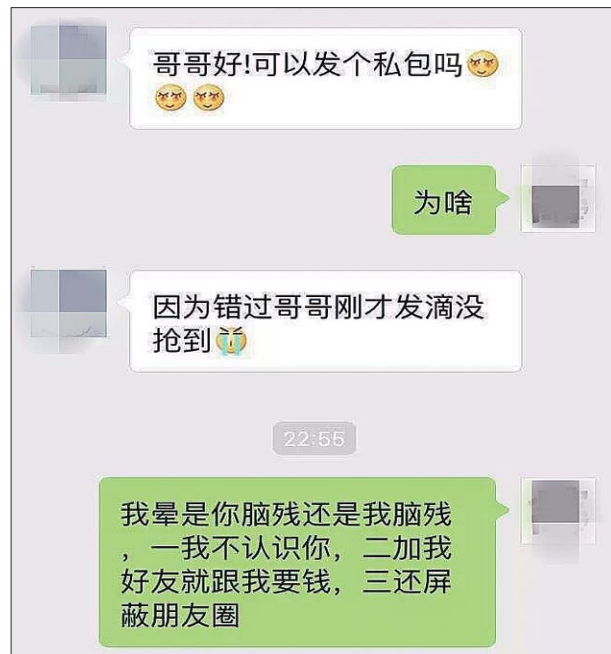 哥哥好!可以发个私包吗
为啥
因为错过哥哥刚才发滴没
抢到
22:55
我晕是你脑残还是我脑残
，一我不认识你，二加我
好友就跟我要钱，三还屏
蔽朋友圈